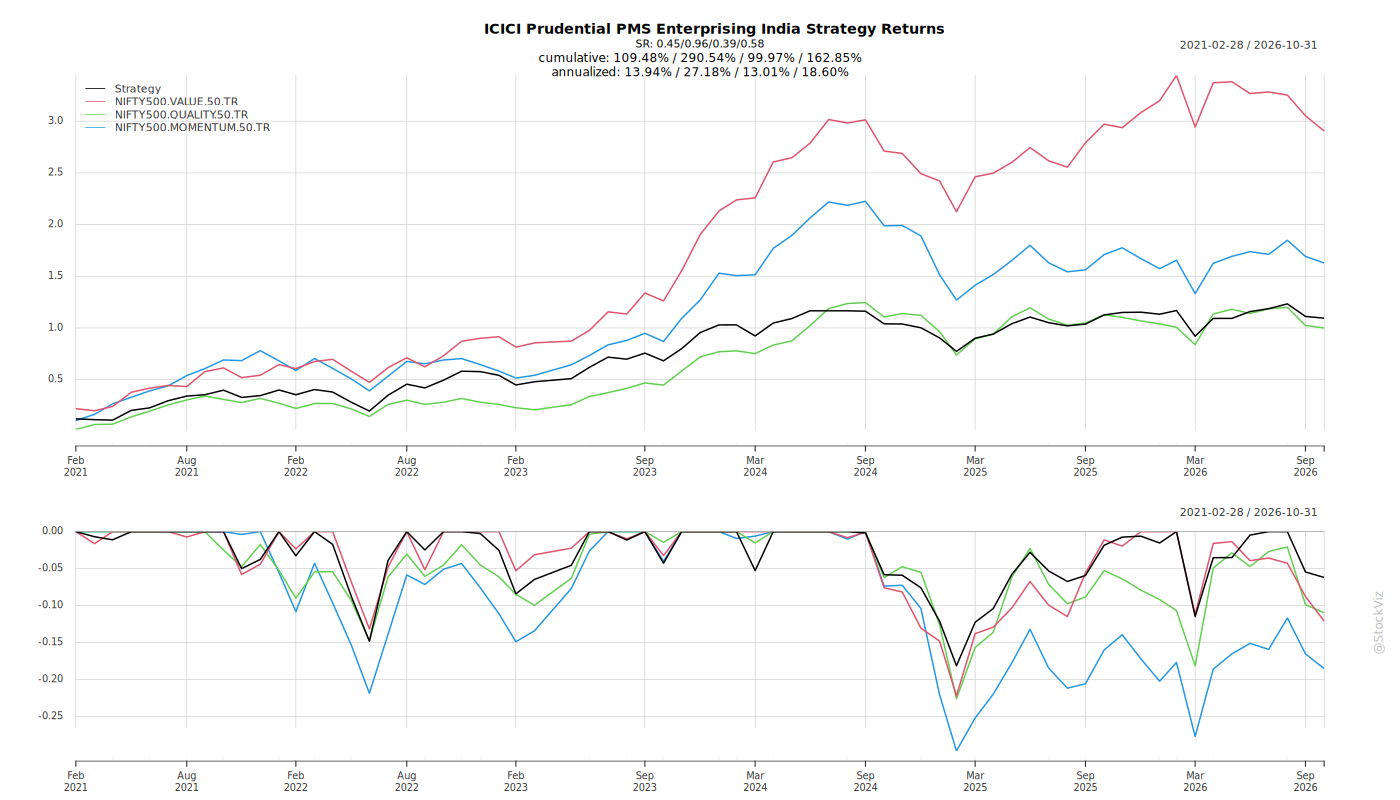 ICICI Prudential PMS Enterprising India Strategy Returns
SR: 0.45/0.96/0.39/0.58
cumulative: 109.48% / 290.54% / 99.97% / 162.85%
annualized: 13.94% / 27.18% / 13.01% / 18.60%
2021-02-28 / 2026-10-31
Strategy
NIFTY500.VALUE.50.TR
NIFTY500.QUALITY.50.TR
NIFTY500.MOMENTUM.50.TR
3.0
2.5
2.0
1.5
1.0
0.5
Feb Aug Feb Aug Feb Sep Mar Sep Mar Sep Mar Sep
2021 2021 2022 2022 2023 2023 2024 2024 2025 2025 2026 2026
2021-02-28 / 2026-10-31
0.00
-0.05
-0.10
-0.15
-0.20
-0.25
Feb Aug Feb Aug Feb Sep Mar Sep Mar Sep Mar Sep
2021 2021 2022 2022 2023 2023 2024 2024 2025 2025 2026 2026
@StockViz